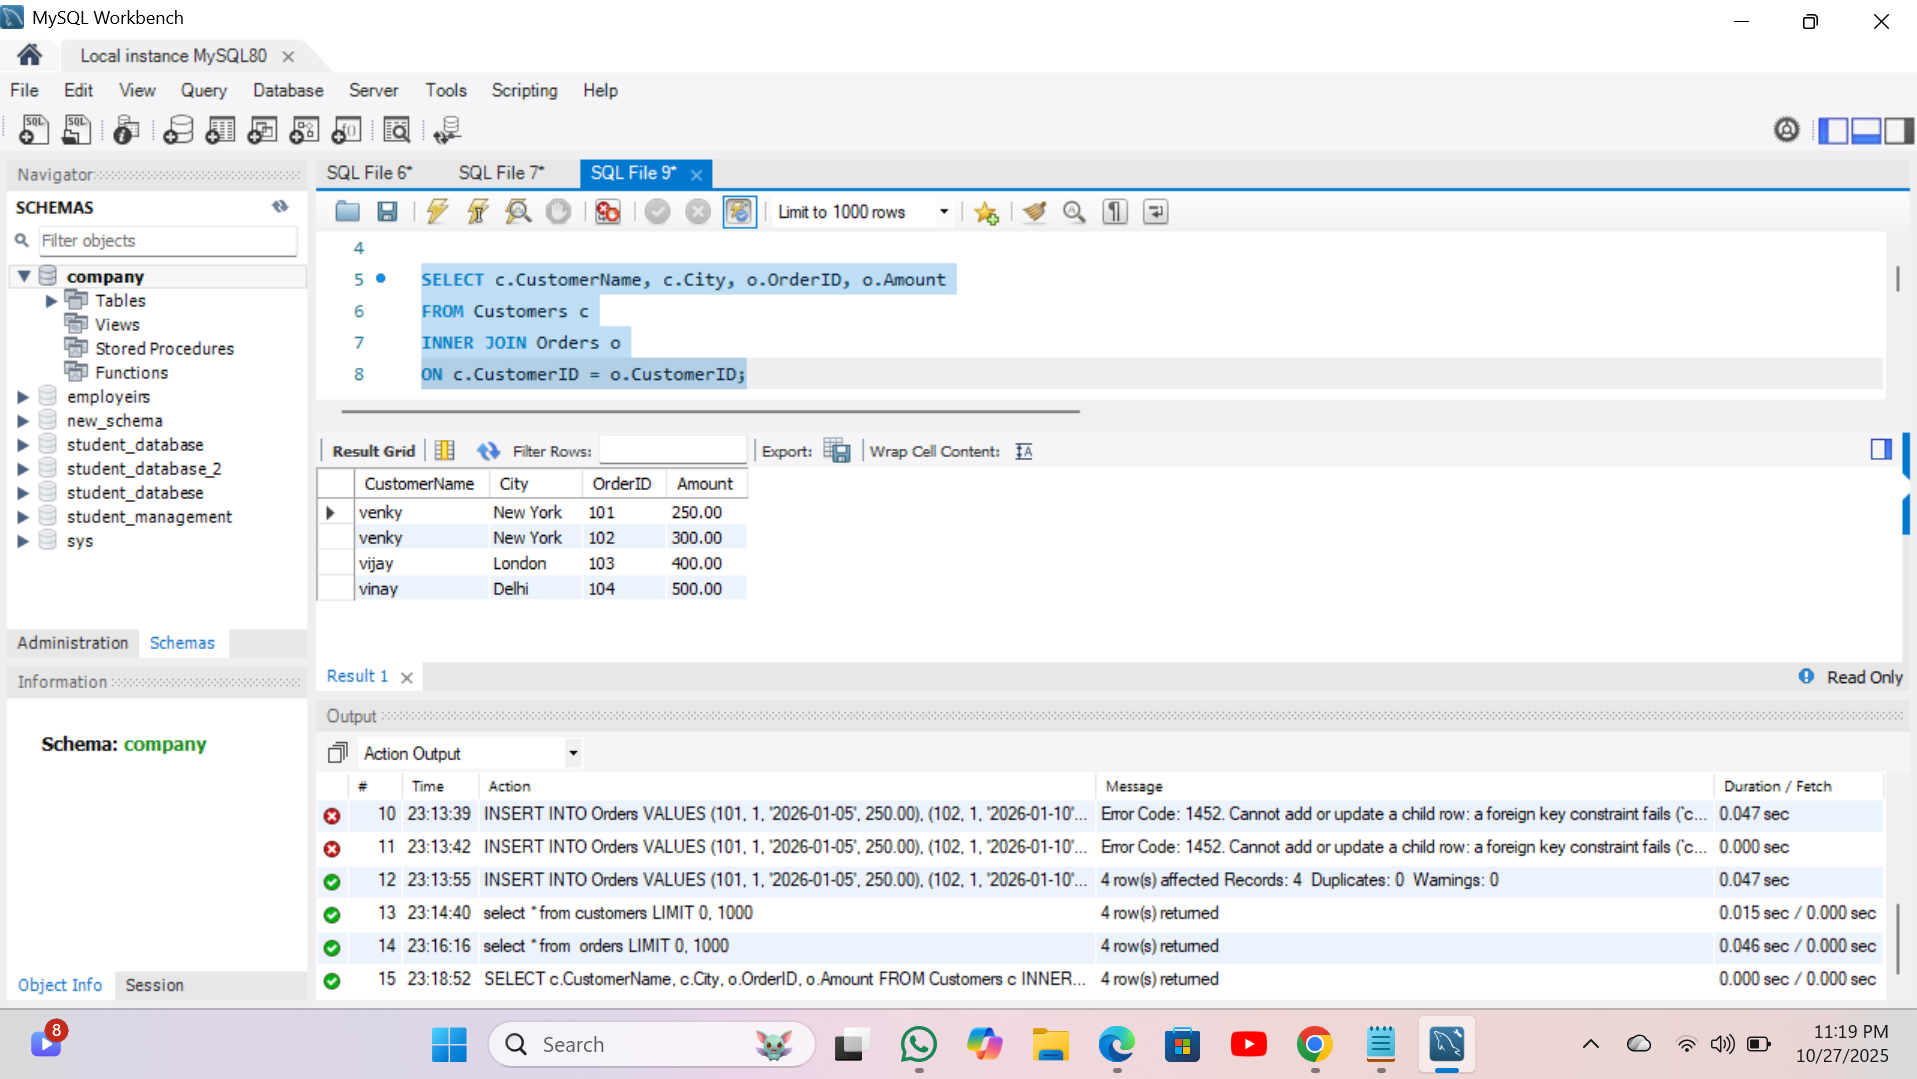 MySQL Workbench
Local instance MySQL80
File Edit View Query Database Server Tools Scripting Help
Navigator
SCHEMAS
Filter objects
company
Tables
Views
Stored Procedures
Functions
employeirs
new_schema
student_database
student_database_2
student_databese
student_management
sys
Administration Schemas
Information
Schema: company
Object Info Session
SQL File 6* SQL File 7* SQL File 9*
Limit to 1000 rows
4
5 SELECT c.CustomerName, c.City, o.OrderID, o.Amount
6 FROM Customers c
7 INNER JOIN Orders o
8 ON c.CustomerID = o.CustomerID;
Result Grid Filter Rows: Export: Wrap Cell Content:
CustomerName City OrderID Amount
venky New York 101 250.00
venky New York 102 300.00
vijay London 103 400.00
vinay Delhi 104 500.00
Result 1 Read Only
Output
Action Output
# Time Action Message Duration / Fetch
10 23:13:39 INSERT INTO Orders VALUES (101, 1, '2026-01-05', 250.00), (102, 1, '2026-01-10'... Error Code: 1452. Cannot add or update a child row: a foreign key constraint fails (`c... 0.047 sec
11 23:13:42 INSERT INTO Orders VALUES (101, 1, '2026-01-05', 250.00), (102, 1, '2026-01-10'... Error Code: 1452. Cannot add or update a child row: a foreign key constraint fails (`c... 0.000 sec
12 23:13:55 INSERT INTO Orders VALUES (101, 1, '2026-01-05', 250.00), (102, 1, '2026-01-10'... 4 row(s) affected Records: 4 Duplicates: 0 Warnings: 0 0.047 sec
13 23:14:40 select * from customers LIMIT 0, 1000 4 row(s) returned 0.015 sec / 0.000 sec
14 23:16:16 select * from orders LIMIT 0, 1000 4 row(s) returned 0.046 sec / 0.000 sec
15 23:18:52 SELECT c.CustomerName, c.City, o.OrderID, o.Amount FROM Customers c INNER... 4 row(s) returned 0.000 sec / 0.000 sec
8
Search
11:19 PM
10/27/2025